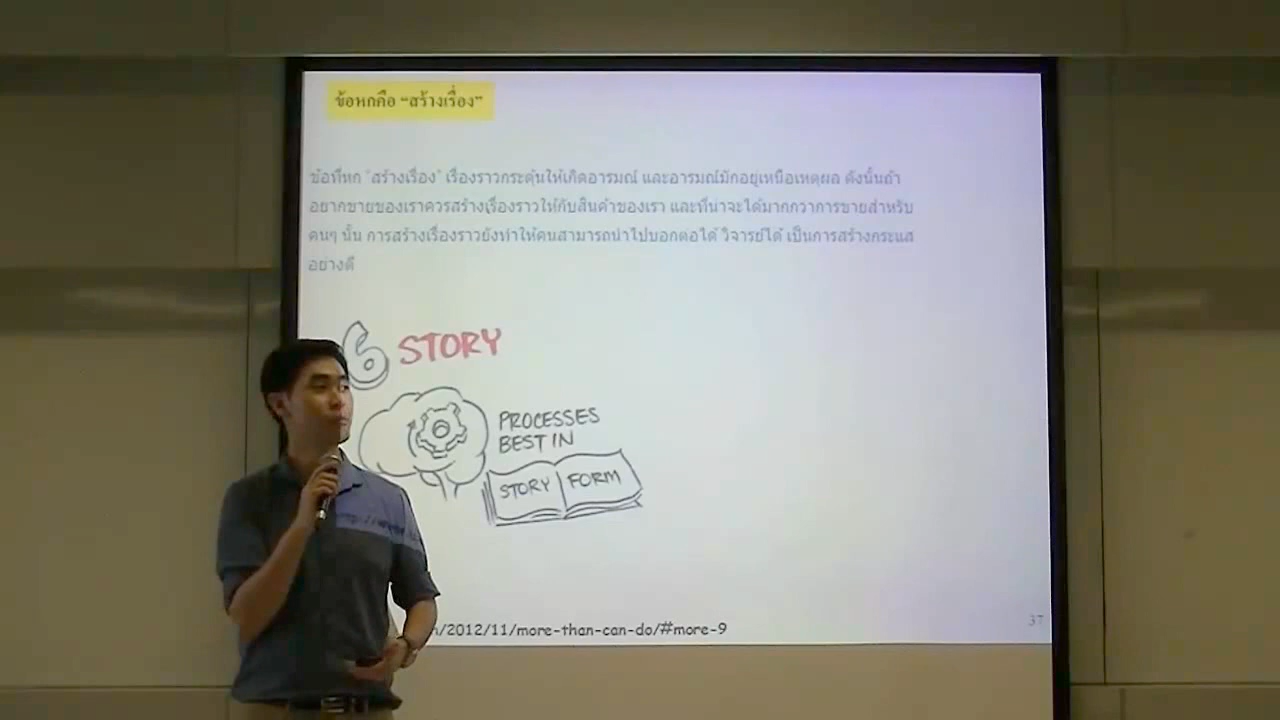 ข้อหกคือ “สร้างเรื่อง”
ข้อที่หก "สร้างเรื่อง" เรื่องราวกระตุ้นให้เกิดอารมณ์ และอารมณ์มักอยู่เหนือเหตุผล ดังนั้นถ้า
อยากขายของเราควรสร้างเรื่องราวให้กับสินค้าของเรา และที่น่าจะได้มากกว่าการขายสำหรับ
คนๆ นั้น การสร้างเรื่องราวยังทำให้คนสามารถนำไปบอกต่อได้ วิจารย์ได้ เป็นการสร้างกระแส
อย่างดี
6 STORY
PROCESSES
BEST IN
STORY FORM
/2012/11/more-than-can-do/#more-9
37